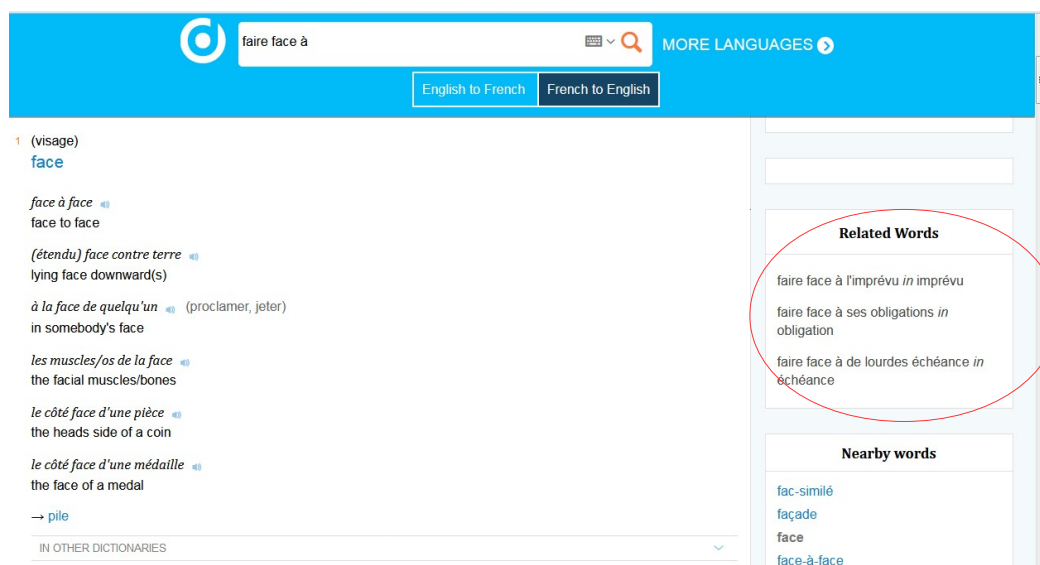 faire face à
MORE LANGUAGES
English to French
French to English
1 (visage)
face
face à face
face to face
(étendu) face contre terre
lying face downward(s)
à la face de quelqu'un (proclamer, jeter)
in somebody's face
les muscles/os de la face
the facial muscles/bones
le côté face d'une pièce
the heads side of a coin
le côté face d'une médaille
the face of a medal
→ pile
IN OTHER DICTIONARIES
Related Words
faire face à l'imprévu in imprévu
faire face à ses obligations in
obligation
faire face à de lourdes échéance in
échéance
Nearby words
fac-similé
façade
face
face-à-face